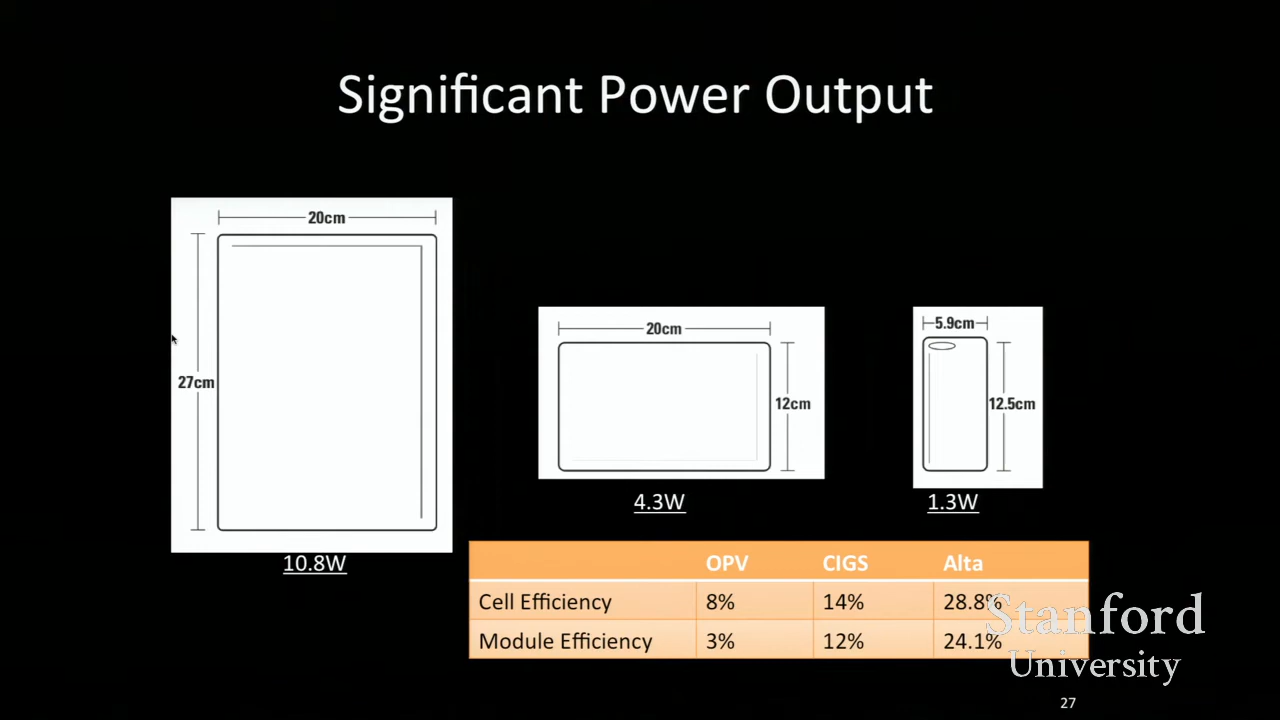 Significant Power Output
20cm
27cm
10.8W
20cm
12cm
4.3W
5.9cm
12.5cm
1.3W
OPV CIGS Alta
Cell Efficiency 8% 14% 28.8%
Module Efficiency 3% 12% 24.1%
Stanford
University
27